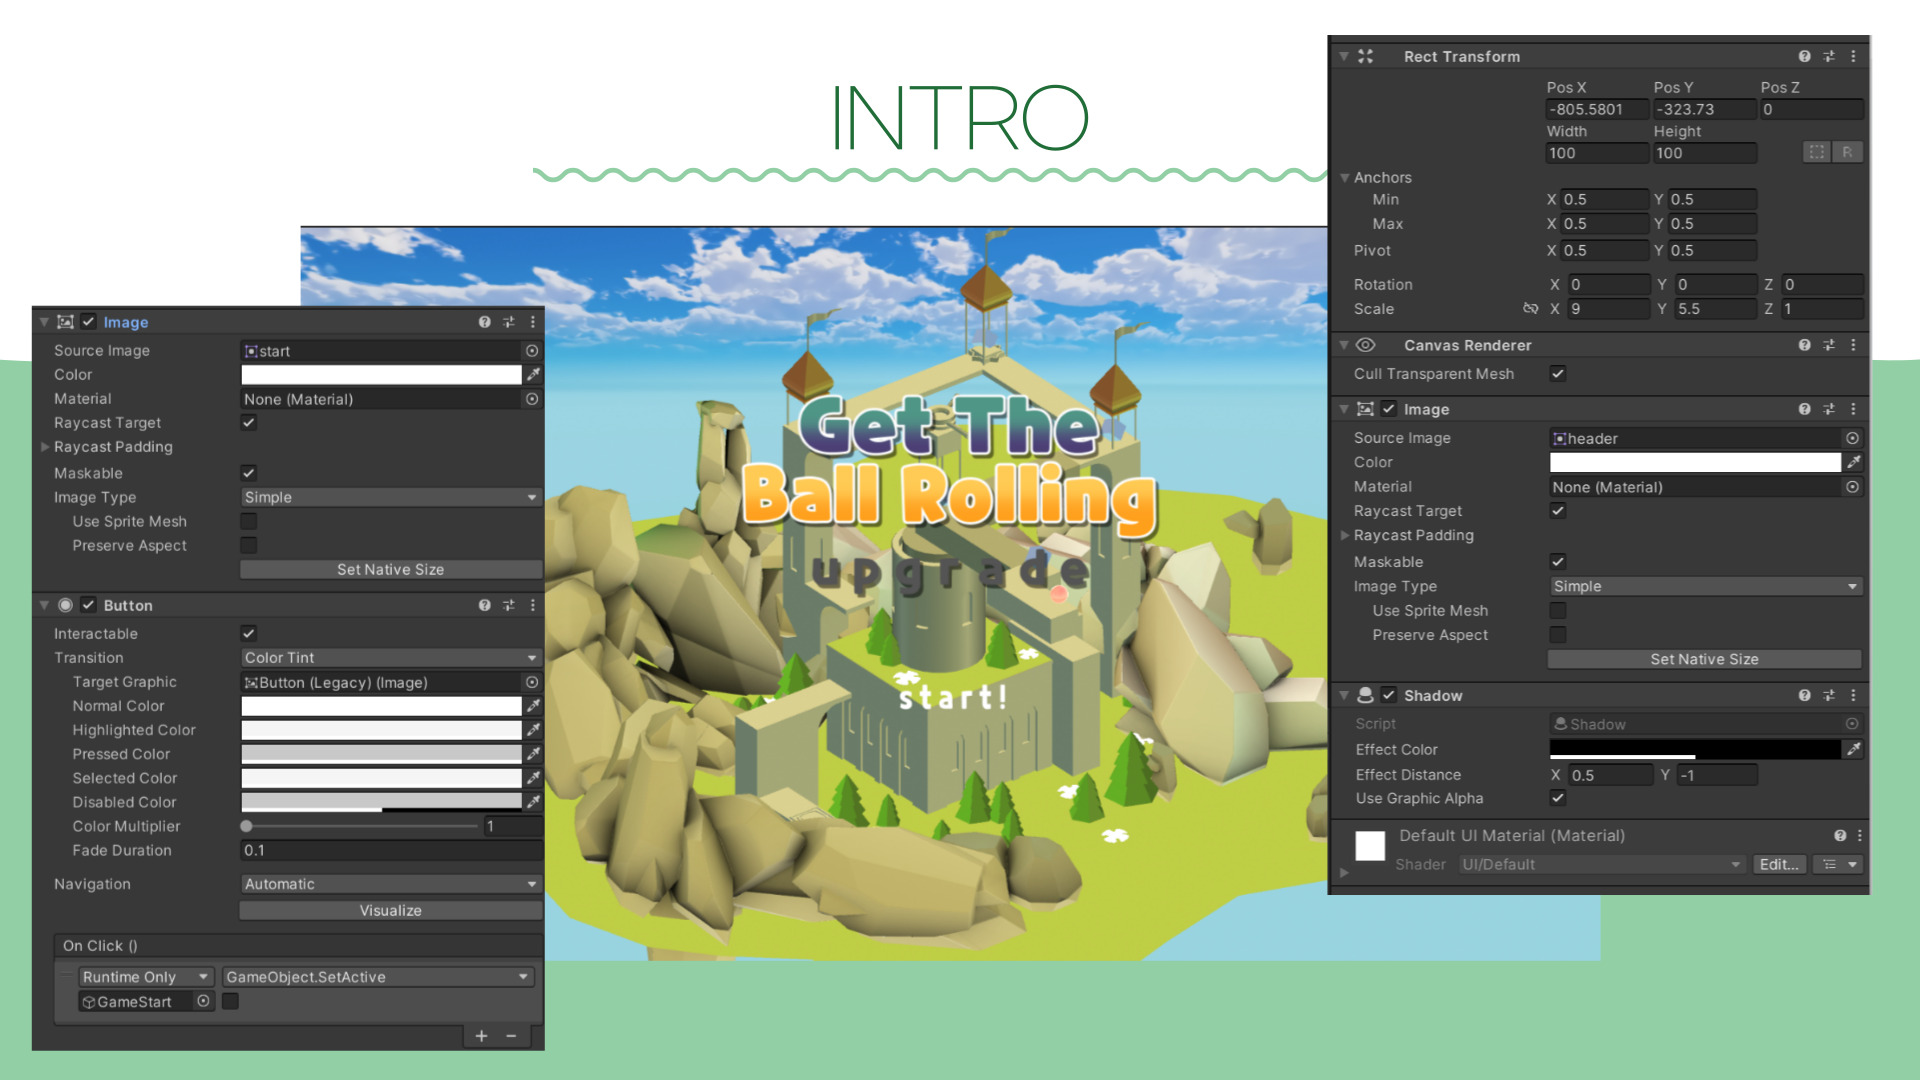 INTRO
Get The
Ball Rolling
upgrade
start!
Image
Source Image start
Color
Material None (Material)
Raycast Target
Raycast Padding
Maskable
Image Type Simple
Use Sprite Mesh
Preserve Aspect
Set Native Size
Button
Interactable
Transition Color Tint
Target Graphic Button (Legacy) (Image)
Normal Color
Highlighted Color
Pressed Color
Selected Color
Disabled Color
Color Multiplier 1
Fade Duration 0.1
Navigation Automatic
Visualize
On Click ()
Runtime Only GameObject.SetActive
GameStart
+ −
Rect Transform
Pos X Pos Y Pos Z
-805.5801 -323.73 0
Width Height
100 100 R
Anchors
Min X 0.5 Y 0.5
Max X 0.5 Y 0.5
Pivot X 0.5 Y 0.5
Rotation X 0 Y 0 Z 0
Scale X 9 Y 5.5 Z 1
Canvas Renderer
Cull Transparent Mesh
Image
Source Image header
Color
Material None (Material)
Raycast Target
Raycast Padding
Maskable
Image Type Simple
Use Sprite Mesh
Preserve Aspect
Set Native Size
Shadow
Script Shadow
Effect Color
Effect Distance X 0.5 Y -1
Use Graphic Alpha
Default UI Material (Material)
Shader UI/Default Edit...